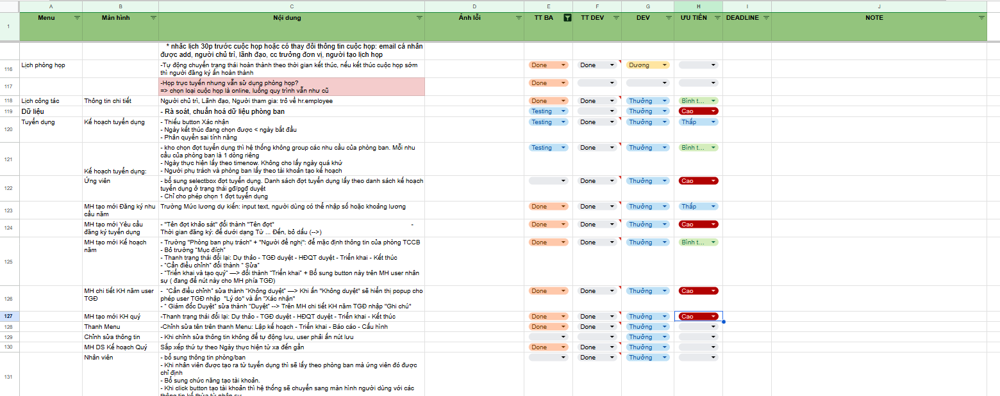 A B C D E F G H I J
1 Menu Màn hình Nội dung Ảnh lỗi TT BA TT DEV DEV ƯU TIÊN DEADLINE NOTE
* nhắc lịch 30p trước cuộc họp hoặc có thay đổi thông tin cuộc họp: email cá nhân
được add, người chủ trì, lãnh đạo, cc trưởng đơn vị, người tạo lịch họp
116 Lịch phòng họp -Tự động chuyển trạng thái hoàn thành theo thời gian kết thúc, nếu kết thúc cuộc họp sớm Done Done Dương
thì người đăng ký ấn hoàn thành
117 -Họp trực tuyến nhưng vẫn sử dụng phòng họp? Done
=> chọn loại cuộc họp là online, luồng quy trình vẫn như cũ
118 Lịch công tác Thông tin chi tiết Người chủ trì, Lãnh đạo, Người tham gia: trỏ về hr.employee Done Done Thưởng Bình t...
119 Dữ liệu - Rà soát, chuẩn hoá dữ liệu phòng ban Testing Thưởng Cao
120 Tuyển dụng Kế hoạch tuyển dụng - Thiếu button Xác nhận Testing Done Thưởng Thấp
- Ngày kết thúc đang chọn được < ngày bắt đầu
- Phân quyền sai tính năng
121 - kho chọn đợt tuyển dụng thì hệ thống không group các nhu cầu của phòng ban. Mỗi nhu Testing Done Thưởng Bình t...
cầu của phòng ban là 1 dòng riêng
- Ngày thực hiện lấy theo timenow. Không cho lấy ngày quá khứ
Kế hoạch tuyển dụng: - Người phụ trách và phòng ban lấy theo tài khoản tạo kế hoạch
122 Ứng viên - bổ sung selectbox đợt tuyển dụng. Danh sách đợt tuyển dụng lấy theo danh sách kế hoạch Done Thưởng Cao
tuyển dụng ở trạng thái gđ/pgđ duyệt
- Chỉ cho phép chọn 1 đợt tuyển dụng
123 MH tạo mới Đăng ký nhu Trường Mức lương dự kiến: input text, người dùng có thể nhập số hoặc khoảng lương Done Done Thưởng Thấp
cầu năm
124 MH tạo mới Yêu cầu - "Tên đợt khảo sát" đổi thành "Tên đợt" - Done Done Thưởng Cao
đăng ký tuyển dụng Thời gian đăng ký: để dưới dạng Từ ... Đến, bỏ dấu (-->)
125 MH tạo mới Kế hoạch - Trường "Phòng ban phụ trách" + "Người đề nghị": để mặc định thông tin của phòng TCCB Done Done Thưởng Bình t...
năm - Bỏ trường “Mục đích”
- Thanh trạng thái đổi lại: Dự thảo - TGĐ duyệt - HĐQT duyệt - Triển khai - Kết thúc
- “Cần điều chỉnh” đổi thành “ Sửa”
- “Triển khai và tạo quý” —> đổi thành “Triển khai” + Bổ sung button này trên MH user nhân
sự ( đang để nút này cho MH phía TGĐ)
126 MH chi tiết KH năm user - “Cần điều chỉnh” sửa thành “Không duyệt” —> Khi ấn "Không duyệt" sẽ hiển thị popup cho Done Done Thưởng Cao
TGĐ phép user TGĐ nhập "Lý do" và ấn "Xác nhận"
- “ Giám đốc Duyệt” sửa thành “Duyệt” --> Trên MH chi tiết KH năm TGĐ nhập "Ghi chú"
127 MH tạo mới KH quý -Thanh trạng thái đổi lại: Dự thảo - TGĐ duyệt - HĐQT duyệt - Triển khai - Kết thúc Done Done Thưởng Cao
128 Thanh Menu -Chỉnh sửa tên trên thanh Menu: Lập kế hoạch - Triển khai - Báo cáo - Cấu hình Done Done Thưởng
129 Chỉnh sửa thông tin - Khi chỉnh sửa thông tin không để tự động lưu, user phải ấn nút lưu Thưởng
130 MH DS Kế hoạch Quý Sắp xếp thứ tự theo Ngày thực hiện từ xa đến gần Done Done Thưởng
131 Nhân viên - bổ sung thông tin phòng/ban Done Thưởng
- Khi nhân viên được tạo ra từ tuyển dụng thì sẽ lấy theo phòng ban mà ứng viên đó được
chỉ định
- Bổ sung chức năng tạo tài khoản.
- Khi click button tạo tài khoản thì hệ thống sẽ chuyển sang màn hình người dùng với các
thông tin kế thừa từ nhân sự